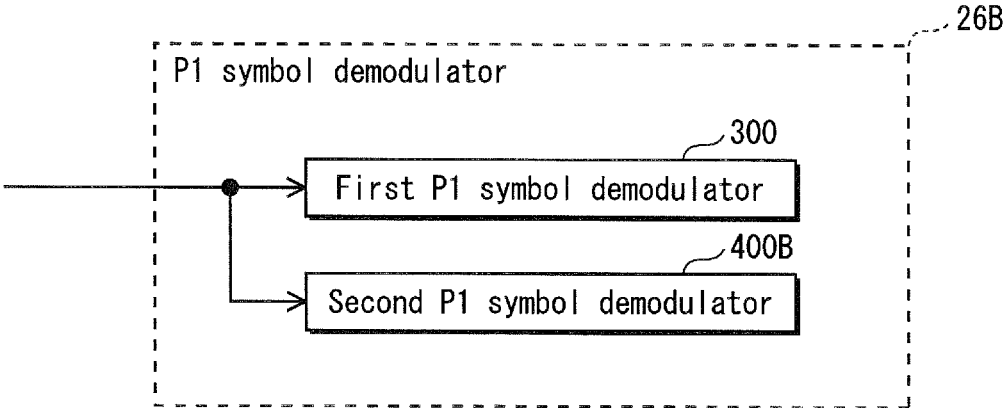 26B
P1 symbol demodulator
300
First P1 symbol demodulator
400B
Second P1 symbol demodulator